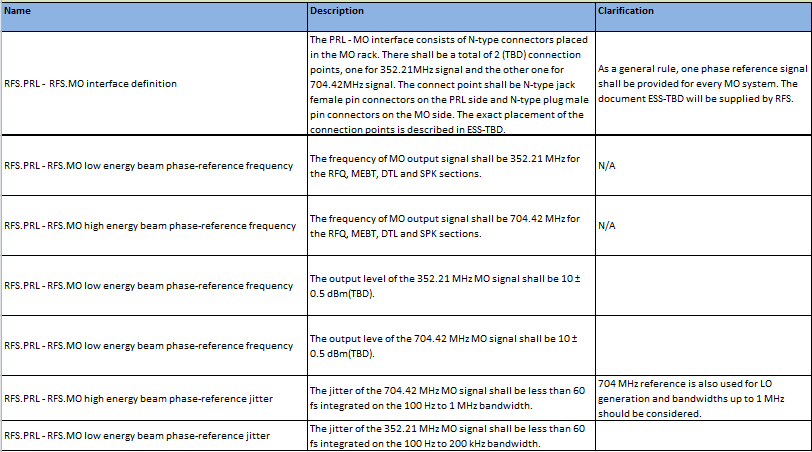 Name Description Clarification
RFS.PRL - RFS.MO interface definition
The PRL - MO interface consists of N-type connectors placed
in the MO rack. There shall be a total of 2 (TBD) connection
points, one for 352.21MHz signal and the other one for
704.42MHz signal. The connect point shall be N-type jack
female pin connectors on the PRL side and N-type plug male
pin connectors on the MO side. The exact placement of the
connection points is described in ESS-TBD.
As a general rule, one phase reference signal
shall be provided for every MO system. The
document ESS-TBD will be supplied by RFS.
RFS.PRL - RFS.MO low energy beam phase-reference frequency
The frequency of MO output signal shall be 352.21 MHz for
the RFQ, MEBT, DTL and SPK sections.
N/A
RFS.PRL - RFS.MO high energy beam phase-reference frequency
The frequency of MO output signal shall be 704.42 MHz for
the RFQ, MEBT, DTL and SPK sections.
N/A
RFS.PRL - RFS.MO low energy beam phase-reference frequency
The output level of the 352.21 MHz MO signal shall be 10 ±
0.5 dBm(TBD).
RFS.PRL - RFS.MO low energy beam phase-reference frequency
The output leve of the 704.42 MHz MO signal shall be 10 ±
0.5 dBm(TBD).
RFS.PRL - RFS.MO high energy beam phase-reference jitter
The jitter of the 704.42 MHz MO signal shall be less than 60
fs integrated on the 100 Hz to 1 MHz bandwidth.
704 MHz reference is also used for LO
generation and bandwidths up to 1 MHz
should be considered.
RFS.PRL - RFS.MO low energy beam phase-reference jitter
The jitter of the 352.21 MHz MO signal shall be less than 60
fs integrated on the 100 Hz to 200 kHz bandwidth.